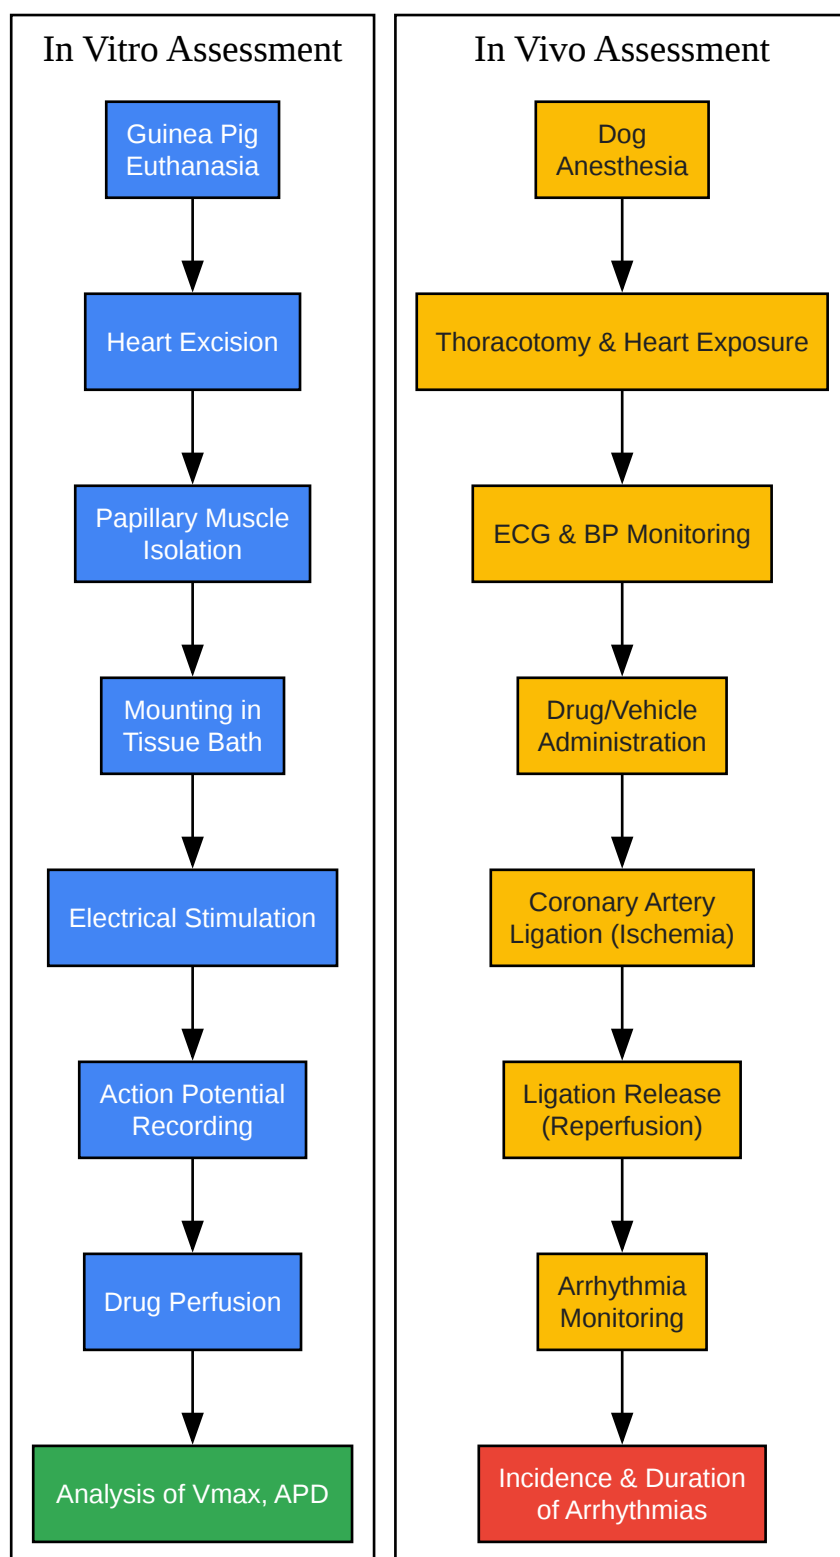 In Vitro Assessment
Guinea Pig
Euthanasia
Heart Excision
Papillary Muscle
Isolation
Mounting in
Tissue Bath
Electrical Stimulation
Action Potential
Recording
Drug Perfusion
Analysis of Vmax, APD
In Vivo Assessment
Dog
Anesthesia
Thoracotomy & Heart Exposure
ECG & BP Monitoring
Drug/Vehicle
Administration
Coronary Artery
Ligation (Ischemia)
Ligation Release
(Reperfusion)
Arrhythmia
Monitoring
Incidence & Duration
of Arrhythmias